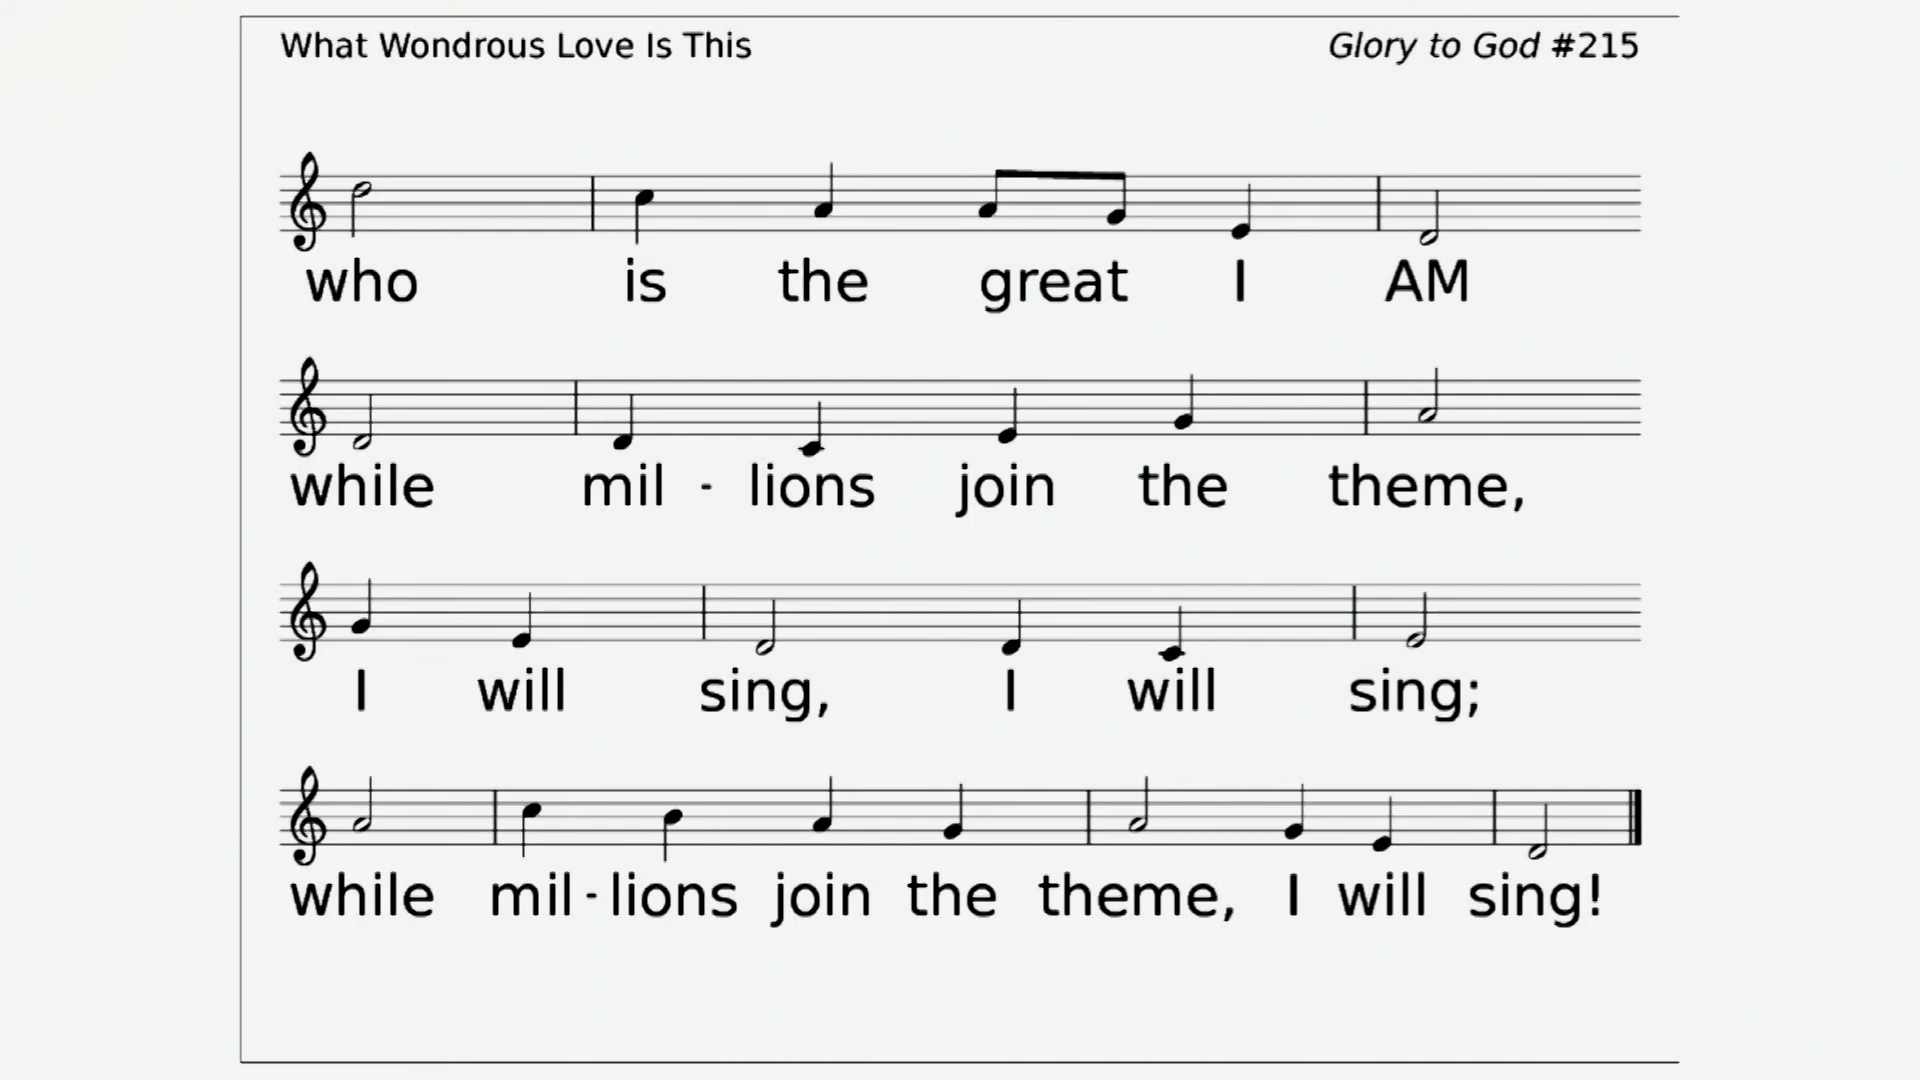 What Wondrous Love Is This
Glory to God #215
who is the great I AM
while mil - lions join the theme,
I will sing, I will sing;
while mil - lions join the theme, I will sing!